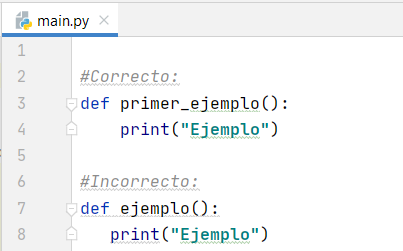 main.py
1
2 #Correcto:
3 def primer_ejemplo():
4     print("Ejemplo")
5
6 #Incorrecto:
7 def ejemplo():
8    print("Ejemplo")